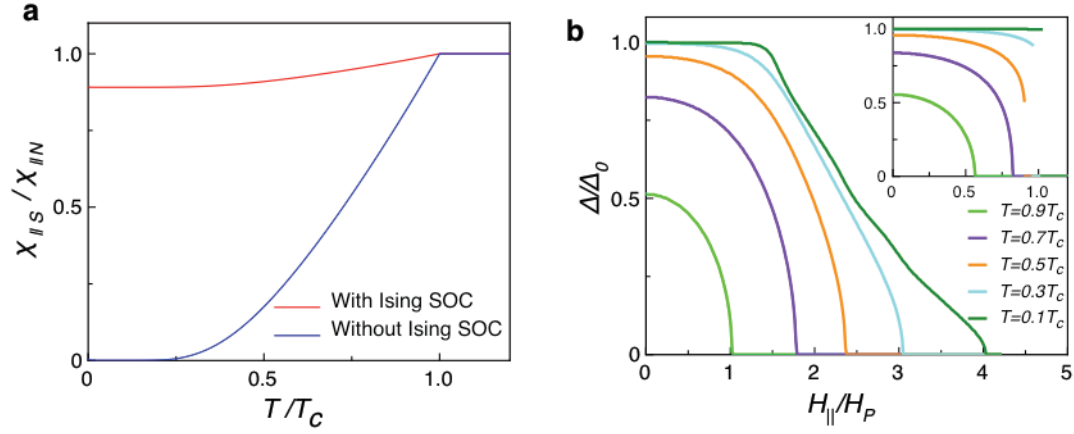 a
1.0
0.5
0
χ∥S / χ∥N
With Ising SOC
Without Ising SOC
0
0.5
1.0
T/TC
b
1.0
0.5
0
Δ/Δ0
1.0
0.5
0
0
0.5
1.0
T=0.9Tc
T=0.7Tc
T=0.5Tc
T=0.3Tc
T=0.1Tc
0
1
2
3
4
5
H||/HP